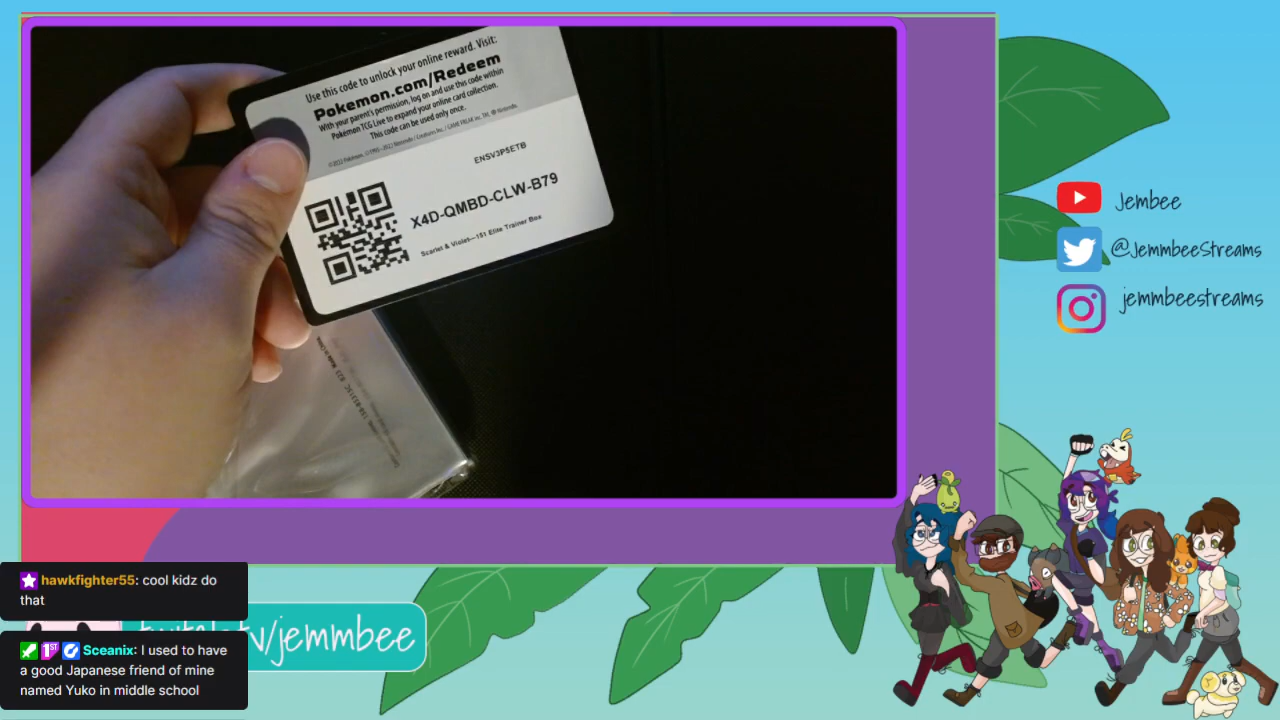 Use this code to unlock your online reward. Visit:
Pokemon.com/Redeem
With your parent's permission, log on and use this code within
Pokémon TCG Live to expand your online card collection.
This code can be used only once.
ENSV3P5ETB
X4D-QMBD-CLW-B79
Scarlet & Violet—151 Elite Trainer Box
Jembee
@JemmbeeStreams
jemmbeestreams
hawkfighter55: cool kidz do
that
twitch.tv/jemmbee
1ST
Sceanix: I used to have
a good Japanese friend of mine
named Yuko in middle school